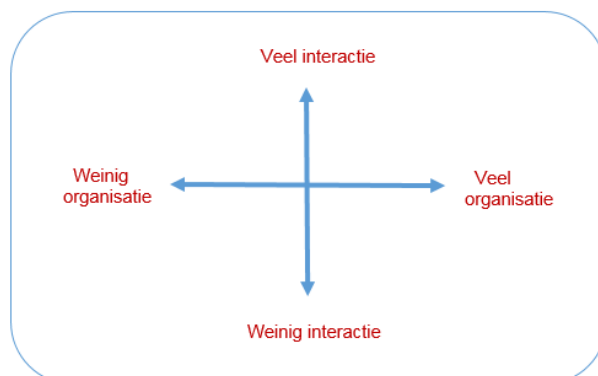 Veel interactie
Weinig
organisatie
Veel
organisatie
Weinig interactie